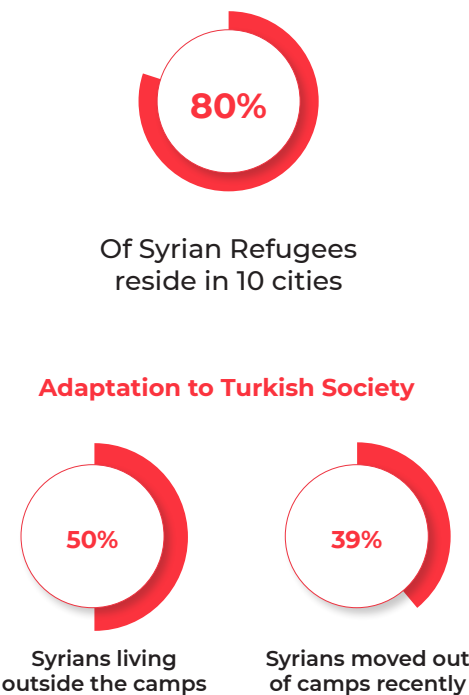 80%
Of Syrian Refugees
reside in 10 cities
Adaptation to Turkish Society
50%
39%
Syrians living
outside the camps
Syrians moved out
of camps recently